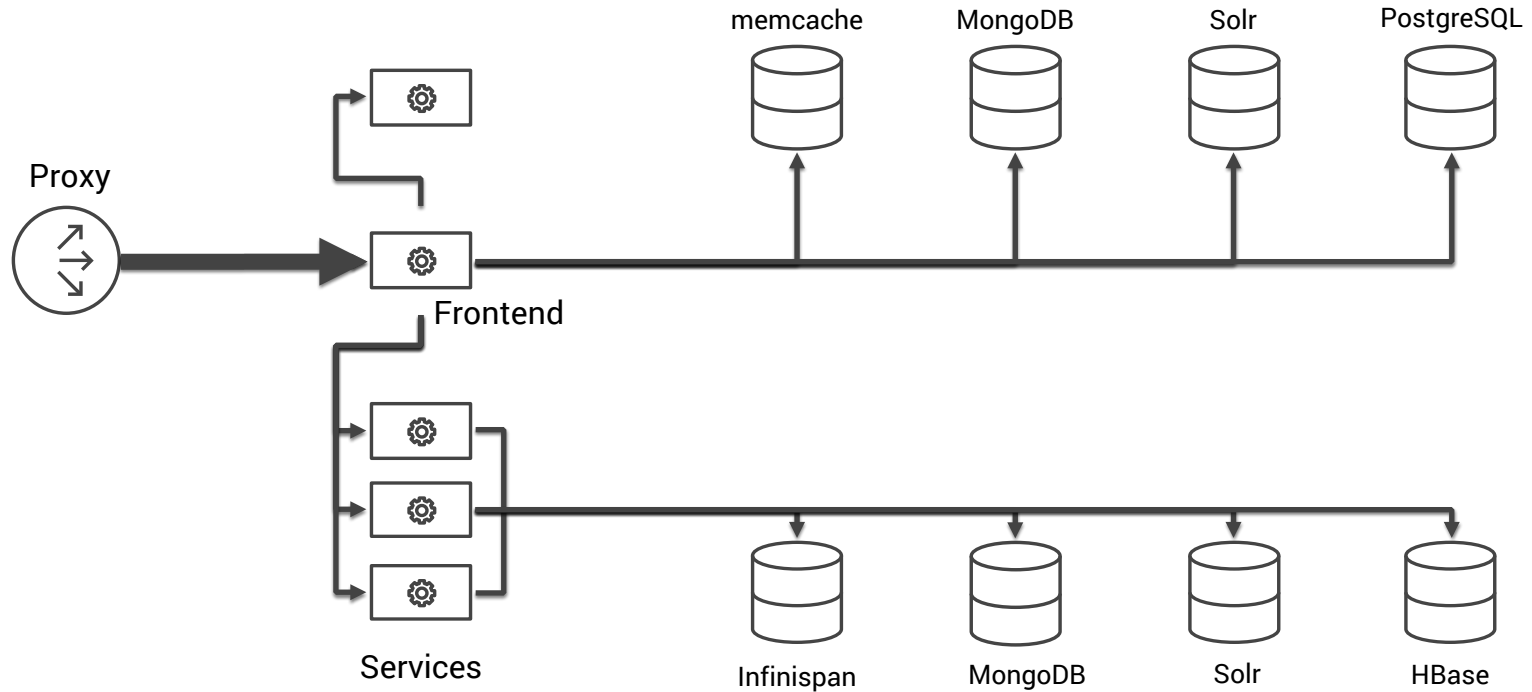 memcache
MongoDB
Solr
PostgreSQL
Proxy
Frontend
Services
Infinispan
MongoDB
Solr
HBase